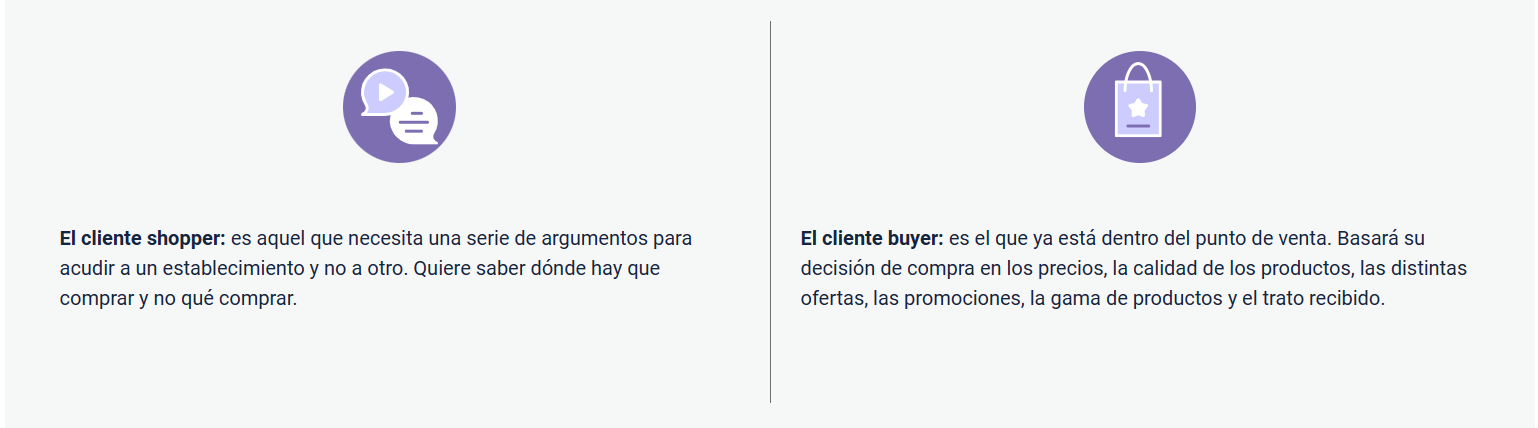 El cliente shopper: es aquel que necesita una serie de argumentos para
acudir a un establecimiento y no a otro. Quiere saber dónde hay que
comprar y no qué comprar.
El cliente buyer: es el que ya está dentro del punto de venta. Basará su
decisión de compra en los precios, la calidad de los productos, las distintas
ofertas, las promociones, la gama de productos y el trato recibido.